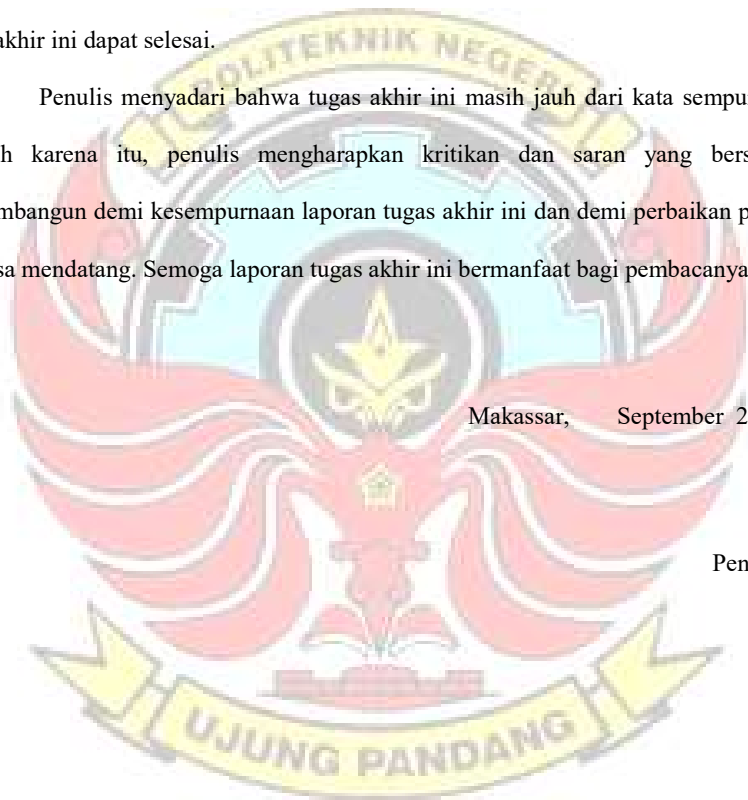 akhir ini dapat selesai.
POLITEKNIK NEGERI
Penulis menyadari bahwa tugas akhir ini masih jauh dari kata sempur
h karena itu, penulis mengharapkan kritikan dan saran yang bers
mbangun demi kesempurnaan laporan tugas akhir ini dan demi perbaikan p
sa mendatang. Semoga laporan tugas akhir ini bermanfaat bagi pembacanya
Makassar, September 2
Pen
UJUNG PANDANG